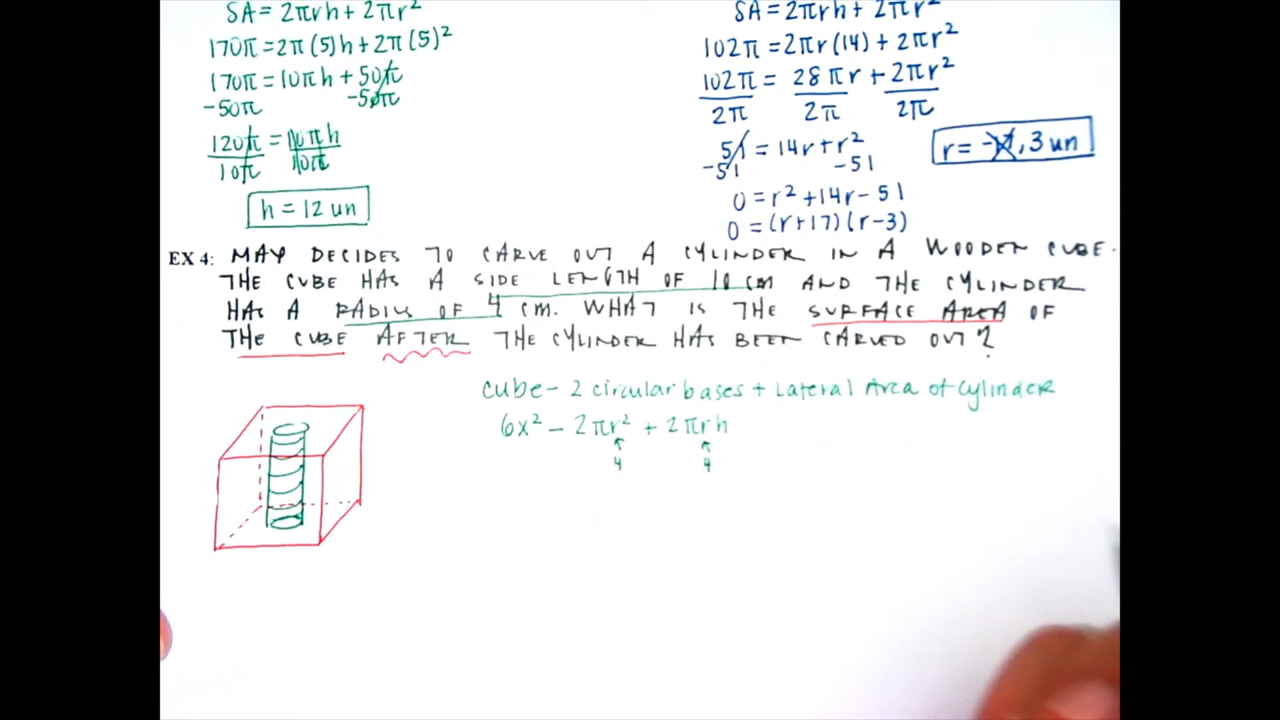 SA = 2πrh + 2πr²
170π = 2π(5)h + 2π(5)²
170π = 10πh + 50π
-50π -50π
120π = 10πh
10π 10π
h = 12 un
SA = 2πrh + 2πr²
102π = 2πr(14) + 2πr²
102π = 28πr + 2πr²
2π 2π 2π
51 = 14r + r²
-51 -51
0 = r² + 14r - 51
0 = (r+17)(r-3)
r = -17, 3 un
EX 4: MAY DECIDES TO CARVE OUT A CYLINDER IN A WOODEN CUBE.
THE CUBE HAS A SIDE LENGTH OF 10 CM AND THE CYLINDER
HAS A RADIUS OF 4 CM. WHAT IS THE SURFACE AREA OF
THE CUBE AFTER THE CYLINDER HAS BEEN CARVED OUT?
cube - 2 circular bases + Lateral Area of cylinder
6x² - 2πr² + 2πrh
4 4